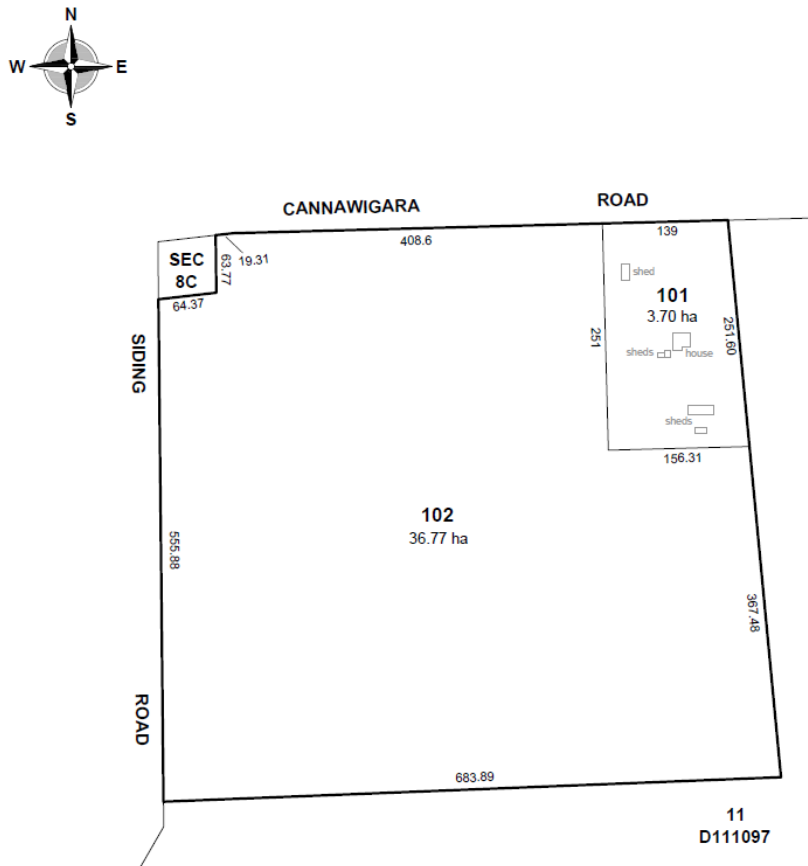 N
W E
S
CANNAWIGARA ROAD
408.6
139
SEC
8C
63.77
19.31
64.37
shed
101
3.70 ha
251
251.60
sheds
house
sheds
156.31
SIDING
102
36.77 ha
555.88
367.48
ROAD
683.89
11
D111097